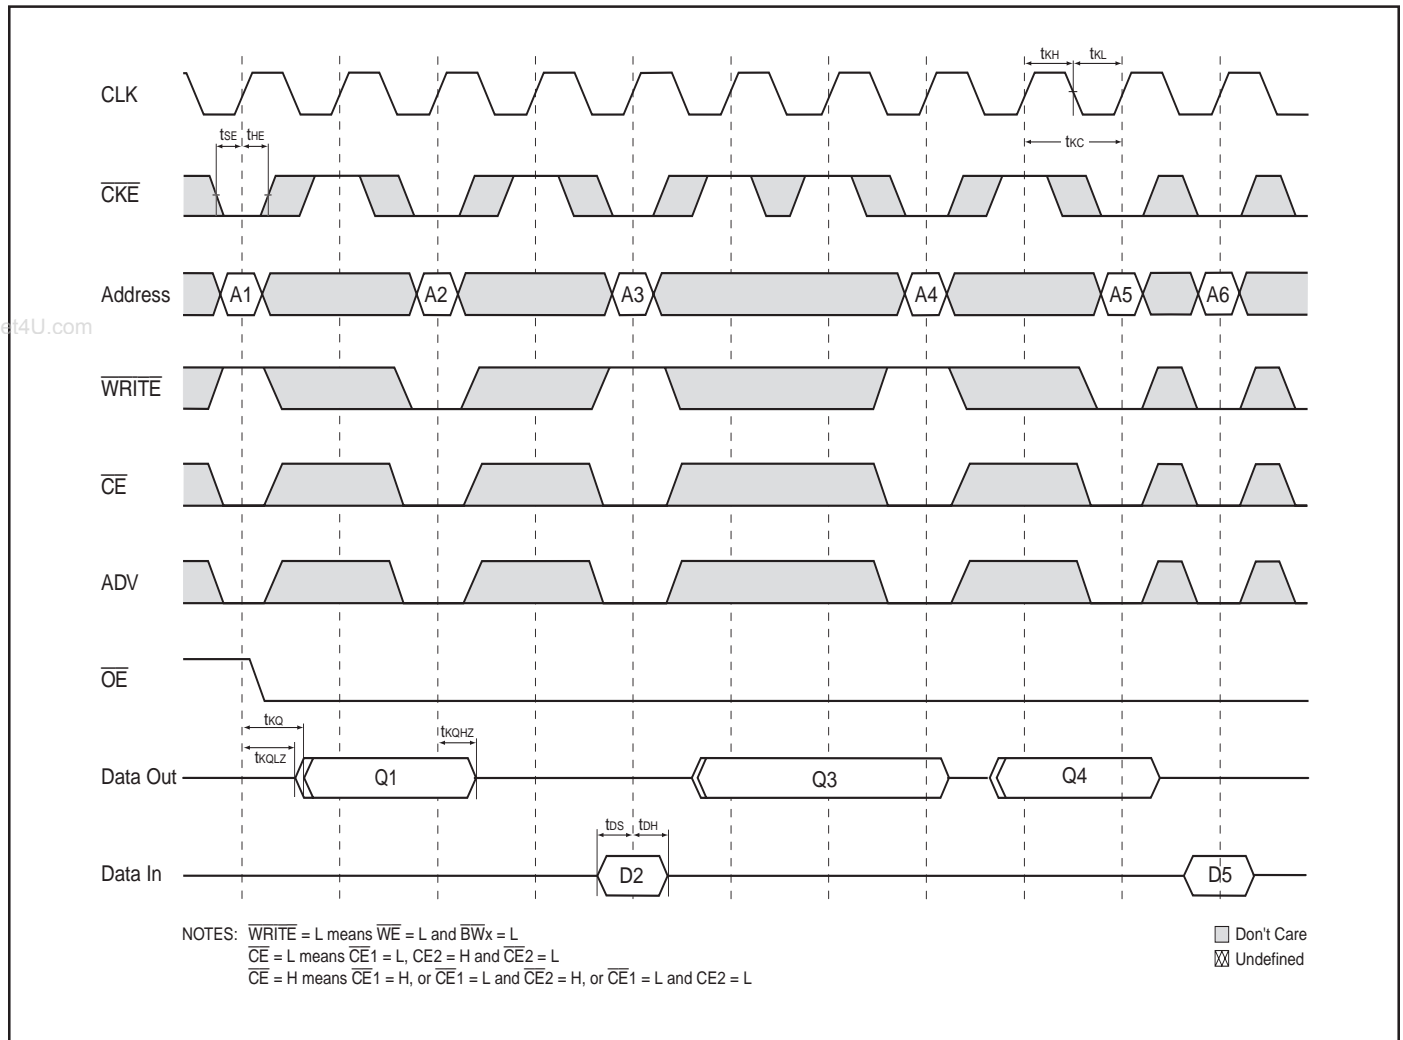 tKH tKL
CLK
tSE tHE
tKC
CKE
Address A1 A2 A3 A4 A5 A6
et4U.com
WRITE
CE
ADV
OE
tKQ
tKQHZ
tKQLZ
Data Out Q1 Q3 Q4
tDS tDH
Data In D2 D5
NOTES: WRITE = L means WE = L and BWx = L
CE = L means CE1 = L, CE2 = H and CE2 = L
CE = H means CE1 = H, or CE1 = L and CE2 = H, or CE1 = L and CE2 = L
Don't Care
Undefined